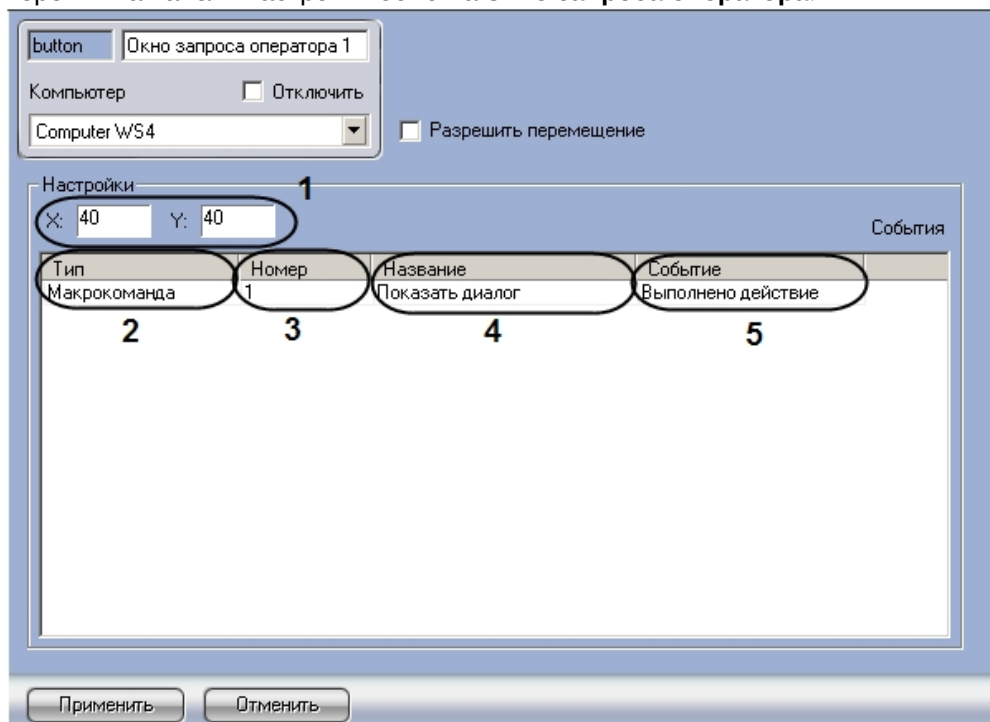 button Окно запроса оператора 1
Компьютер Отключить
Computer WS4 Разрешить перемещение
Настройки 1
X: 40 Y: 40
События
Тип Номер Название Событие
Макрокоманда 1 Показать диалог Выполнено действие
2 3 4 5
Применить Отменить